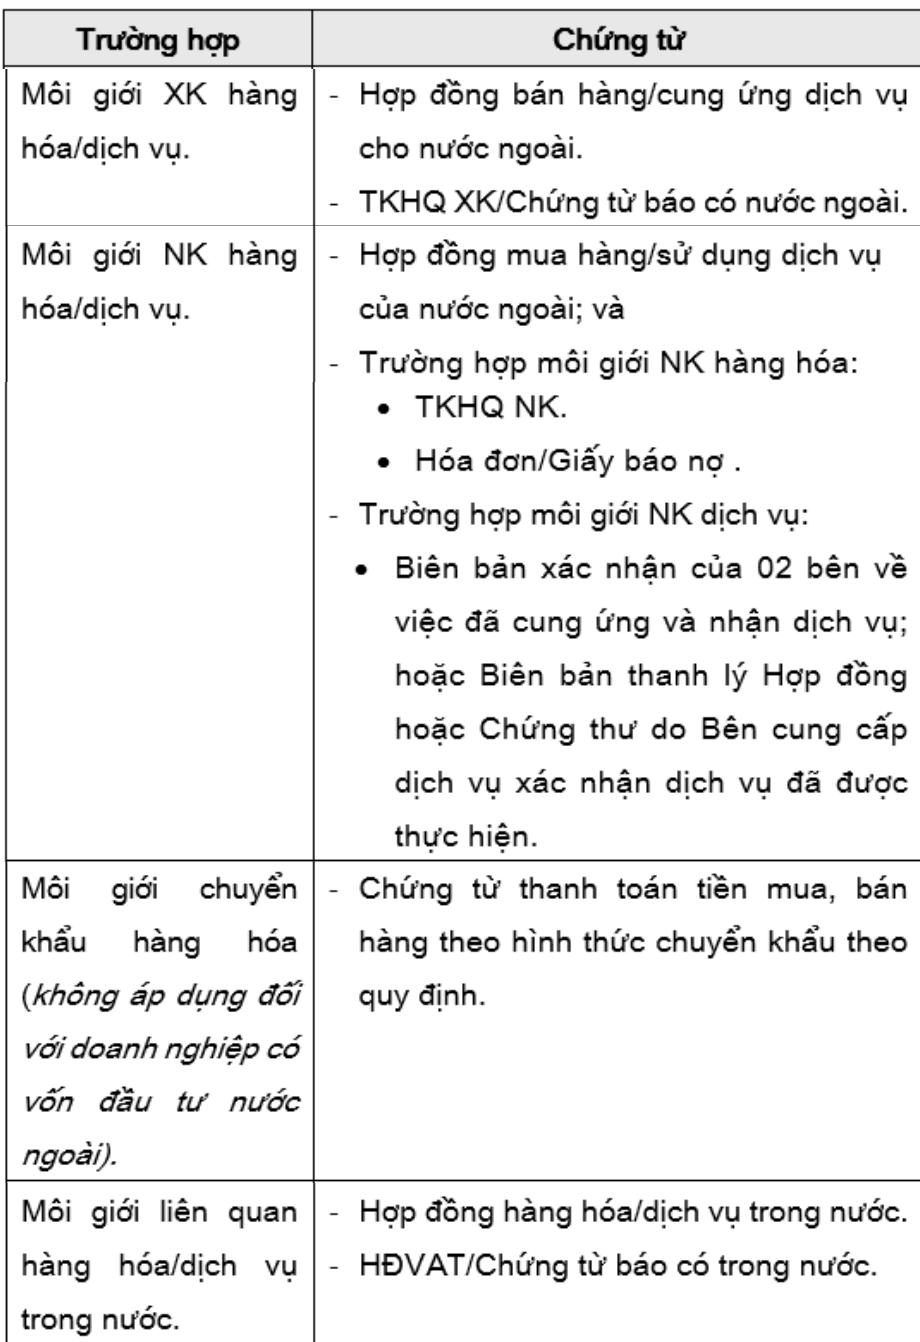 Trường hợp
Chứng từ
Môi giới XK hàng
hóa/dịch vụ.
- Hợp đồng bán hàng/cung ứng dịch vụ
cho nước ngoài.
- TKHQ XK/Chứng từ báo có nước ngoài.
Môi giới NK hàng
hóa/dịch vụ.
- Hợp đồng mua hàng/sử dụng dịch vụ
của nước ngoài; và
- Trường hợp môi giới NK hàng hóa:
• TKHQ NK.
• Hóa đơn/Giấy báo nợ .
- Trường hợp môi giới NK dịch vụ:
• Biên bản xác nhận của 02 bên về
việc đã cung ứng và nhận dịch vụ;
hoặc Biên bản thanh lý Hợp đồng
hoặc Chứng thư do Bên cung cấp
dịch vụ xác nhận dịch vụ đã được
thực hiện.
Môi giới chuyển
khẩu hàng hóa
(không áp dụng đối
với doanh nghiệp có
vốn đầu tư nước
ngoài).
- Chứng từ thanh toán tiền mua, bán
hàng theo hình thức chuyển khẩu theo
quy định.
Môi giới liên quan
hàng hóa/dịch vụ
trong nước.
- Hợp đồng hàng hóa/dịch vụ trong nước.
- HĐVAT/Chứng từ báo có trong nước.